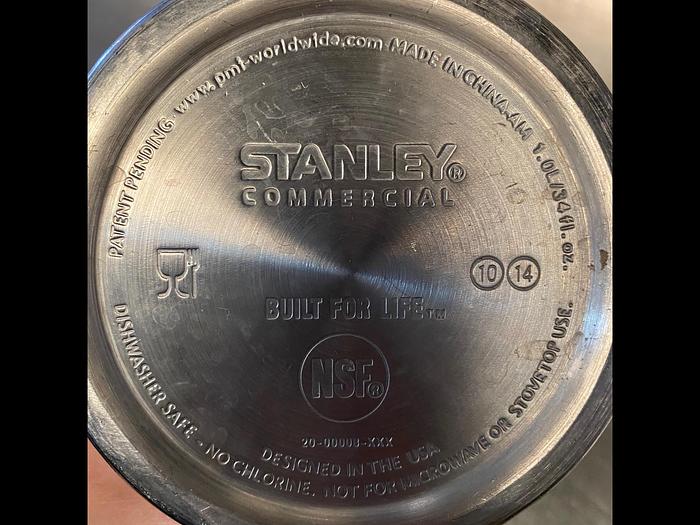 PATENT PENDING www.pmi-worldwide.com MADE IN CHINA-AM 1.0L/34fl. oz.
STANLEY®
COMMERCIAL
10 14
BUILT FOR LIFE™
NSF®
20-00008-XXX
DESIGNED IN THE USA
DISHWASHER SAFE - NO CHLORINE. NOT FOR MICROWAVE OR STOVETOP USE.